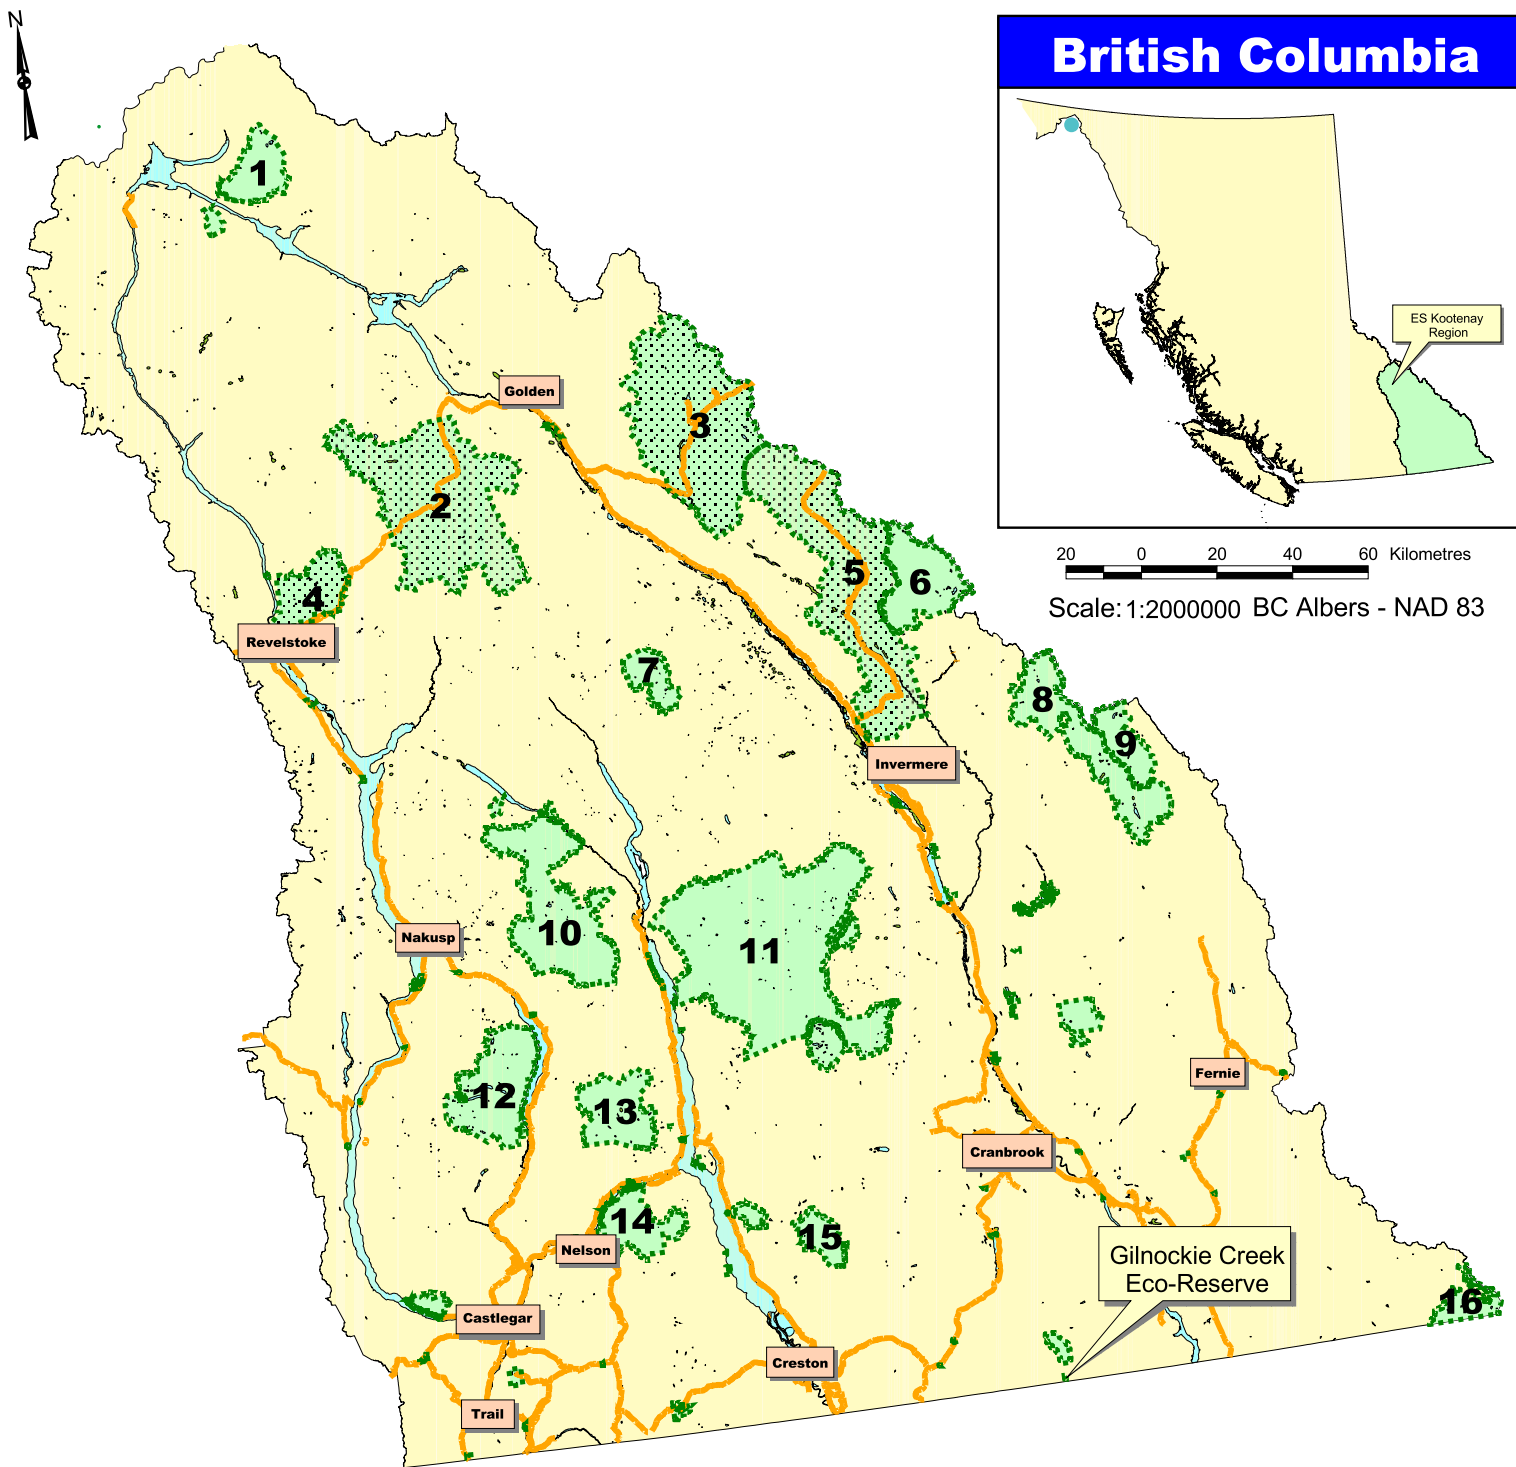 N
British Columbia
ES Kootenay
Region
20 0 20 40 60 Kilometres
Scale: 1:2000000 BC Albers - NAD 83
1
Golden
3
2
5
6
4
Revelstoke
7
8
9
Invermere
10
11
Nakusp
12
13
Fernie
Cranbrook
14
15
Nelson
Gilnockie Creek
Eco-Reserve
16
Castlegar
Creston
Trail